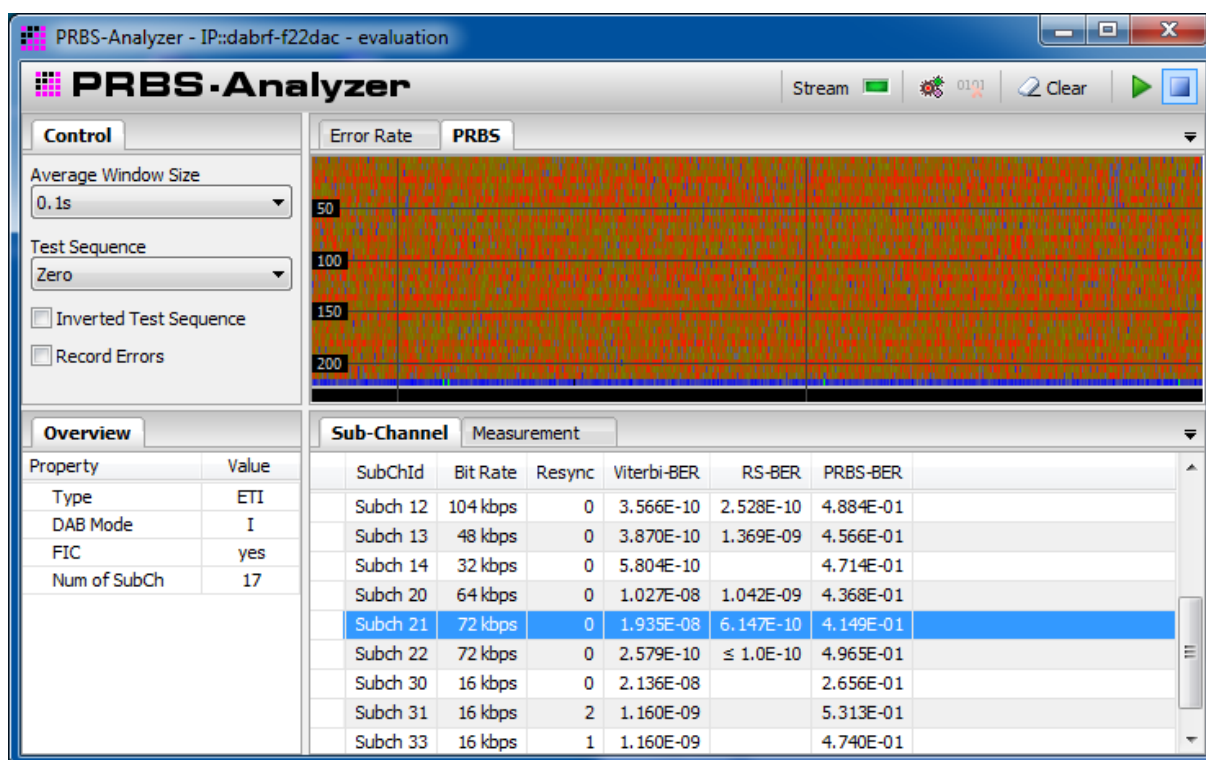 PRBS-Analyzer - IP::dabrf-f22dac - evaluation
PRBS-Analyzer
Stream
0101
Clear
Control
Error Rate PRBS
Average Window Size
0.1s
Test Sequence
Zero
Inverted Test Sequence
Record Errors
50
100
150
200
Overview
Property Value
Type ETI
DAB Mode I
FIC yes
Num of SubCh 17
Sub-Channel Measurement
SubChId Bit Rate Resync Viterbi-BER RS-BER PRBS-BER
Subch 12 104 kbps 0 3.566E-10 2.528E-10 4.884E-01
Subch 13 48 kbps 0 3.870E-10 1.369E-09 4.566E-01
Subch 14 32 kbps 0 5.804E-10 4.714E-01
Subch 20 64 kbps 0 1.027E-08 1.042E-09 4.368E-01
Subch 21 72 kbps 0 1.935E-08 6.147E-10 4.149E-01
Subch 22 72 kbps 0 2.579E-10 ≤ 1.0E-10 4.965E-01
Subch 30 16 kbps 0 2.136E-08 2.656E-01
Subch 31 16 kbps 2 1.160E-09 5.313E-01
Subch 33 16 kbps 1 1.160E-09 4.740E-01